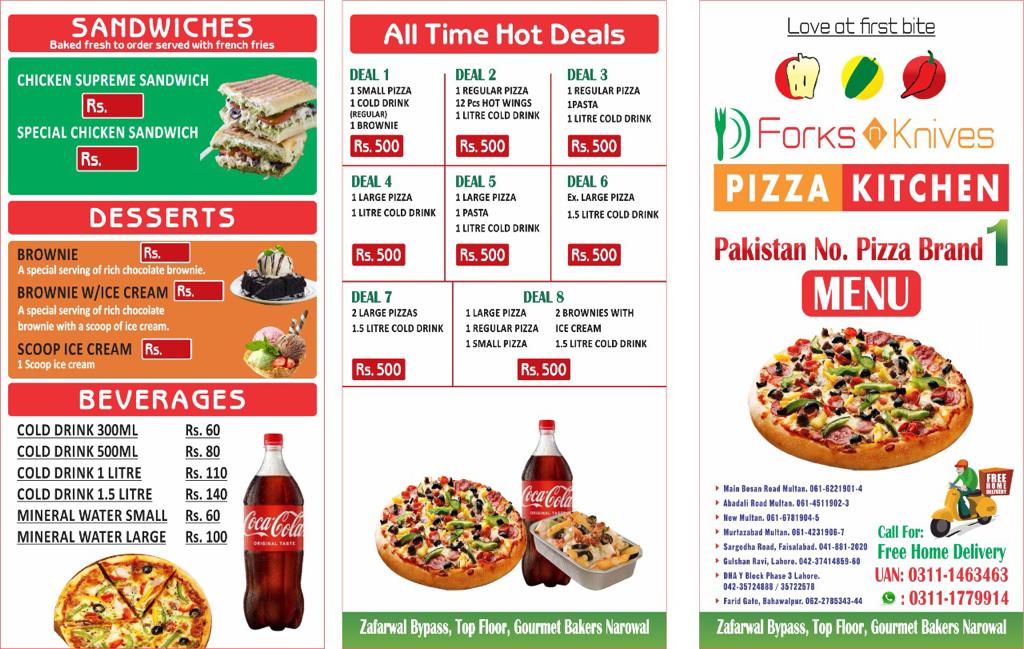 SANDWICHES
Baked fresh to order served with french fries
CHICKEN SUPREME SANDWICH
Rs.
SPECIAL CHICKEN SANDWICH
Rs.
DESSERTS
BROWNIE Rs.
A special serving of rich chocolate brownie.
BROWNIE W/ICE CREAM Rs.
A special serving of rich chocolate
brownie with a scoop of ice cream.
SCOOP ICE CREAM Rs.
1 Scoop ice cream
BEVERAGES
COLD DRINK 300ML Rs. 60
COLD DRINK 500ML Rs. 80
COLD DRINK 1 LITRE Rs. 110
COLD DRINK 1.5 LITRE Rs. 140
MINERAL WATER SMALL Rs. 60
MINERAL WATER LARGE Rs. 100
Coca-Cola
ORIGINAL TASTE
All Time Hot Deals
DEAL 1
1 SMALL PIZZA
1 COLD DRINK
(REGULAR)
1 BROWNIE
Rs. 500
DEAL 2
1 REGULAR PIZZA
12 Pcs HOT WINGS
1 LITRE COLD DRINK
Rs. 500
DEAL 3
1 REGULAR PIZZA
1PASTA
1 LITRE COLD DRINK
Rs. 500
DEAL 4
1 LARGE PIZZA
1 LITRE COLD DRINK
Rs. 500
DEAL 5
1 LARGE PIZZA
1 PASTA
1 LITRE COLD DRINK
Rs. 500
DEAL 6
Ex. LARGE PIZZA
1.5 LITRE COLD DRINK
Rs. 500
DEAL 7
2 LARGE PIZZAS
1.5 LITRE COLD DRINK
Rs. 500
DEAL 8
1 LARGE PIZZA
1 REGULAR PIZZA
1 SMALL PIZZA
2 BROWNIES WITH
ICE CREAM
1.5 LITRE COLD DRINK
Rs. 500
Coca-Cola
ORIGINAL TASTE
Zafarwal Bypass, Top Floor, Gourmet Bakers Narowal
Love at first bite
Forks n Knives
PIZZA KITCHEN
Pakistan No. Pizza Brand 1
MENU
Main Bosan Road Multan. 061-6221901-4
Abadali Road Multan. 061-4511902-3
New Multan. 061-6781904-5
Murtazabad Multan. 061-4231906-7
Sargodha Road, Faisalabad. 041-881-2020
Gulshan Ravi, Lahore. 042-37414859-60
DHA Y Block Phase 3 Lahore.
042-35724888 / 35722578
Farid Gate, Bahawalpur. 062-2785343-44
FREE
HOME
DELIVERY
Call For:
Free Home Delivery
UAN: 0311-1463463
: 0311-1779914
Zafarwal Bypass, Top Floor, Gourmet Bakers Narowal